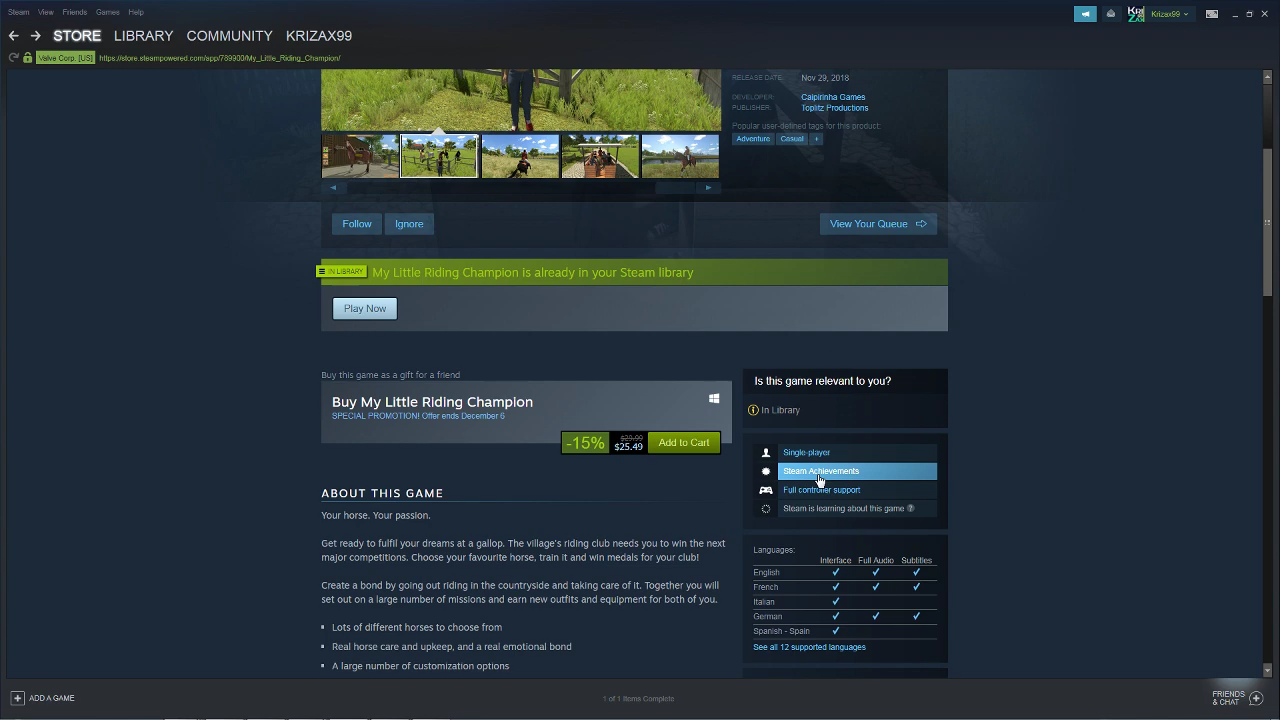 Steam View Friends Games Help
Krizax99
STORE LIBRARY COMMUNITY KRIZAX99
Valve Corp. [US] https://store.steampowered.com/app/789900/My_Little_Riding_Champion/
RELEASE DATE: Nov 29, 2018
DEVELOPER: Caipirinha Games
PUBLISHER: Toplitz Productions
Popular user-defined tags for this product:
Adventure Casual +
Follow Ignore
View Your Queue
IN LIBRARY My Little Riding Champion is already in your Steam library
Play Now
Buy this game as a gift for a friend
Buy My Little Riding Champion
SPECIAL PROMOTION! Offer ends December 6
-15% $29.99 $25.49 Add to Cart
Is this game relevant to you?
In Library
Single-player
Steam Achievements
Full controller support
Steam is learning about this game ?
ABOUT THIS GAME
Your horse. Your passion.
Get ready to fulfil your dreams at a gallop. The village's riding club needs you to win the next
major competitions. Choose your favourite horse, train it and win medals for your club!
Create a bond by going out riding in the countryside and taking care of it. Together you will
set out on a large number of missions and earn new outfits and equipment for both of you.
Lots of different horses to choose from
Real horse care and upkeep, and a real emotional bond
A large number of customization options
Languages:
Interface Full Audio Subtitles
English ✓ ✓ ✓
French ✓ ✓ ✓
Italian ✓
German ✓ ✓ ✓
Spanish - Spain ✓
See all 12 supported languages
+ ADD A GAME
1 of 1 Items Complete
FRIENDS
& CHAT